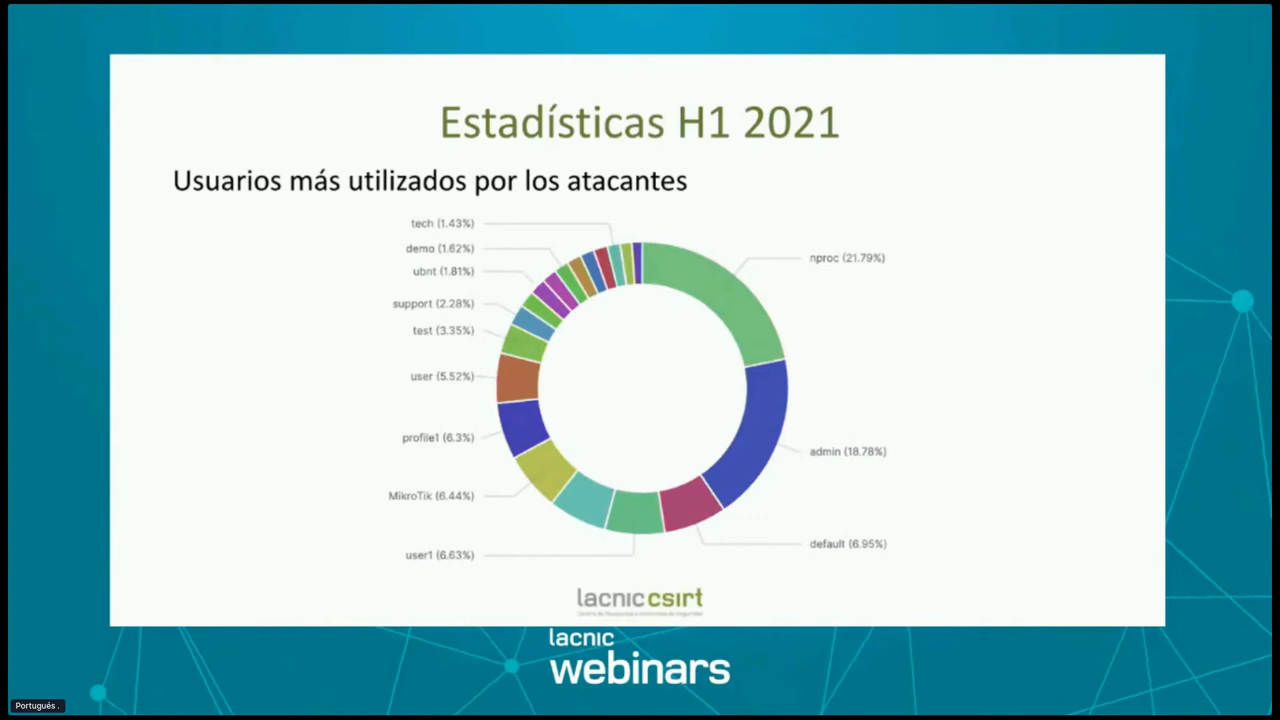 Estadísticas H1 2021
Usuarios más utilizados por los atacantes
tech (1.43%)
demo (1.62%)
ubnt (1.81%)
support (2.28%)
test (3.35%)
user (5.52%)
profile1 (6.3%)
MikroTik (6.44%)
user1 (6.63%)
nproc (21.79%)
admin (18.78%)
default (6.95%)
lacnic csirt
lacnic
webinars
Portugués .